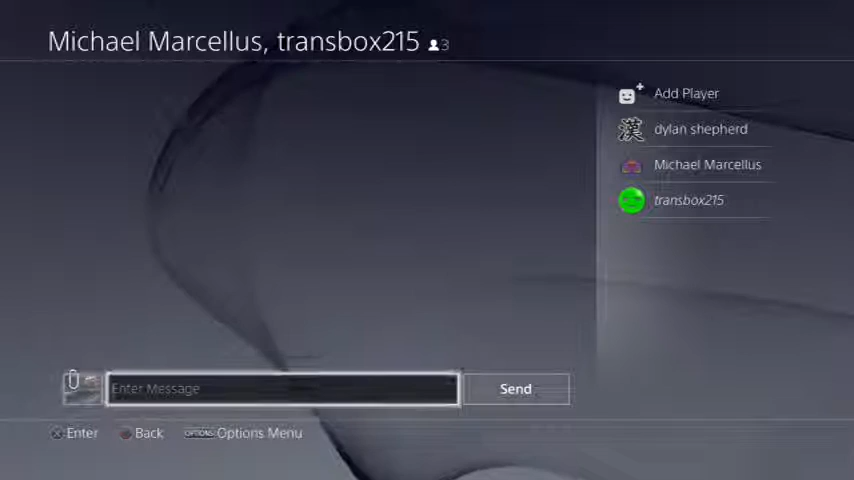 Michael Marcellus, transbox215 3
Add Player
漢 dylan shepherd
Michael Marcellus
transbox215
Enter Message
Send
Enter
Back
OPTIONS Options Menu